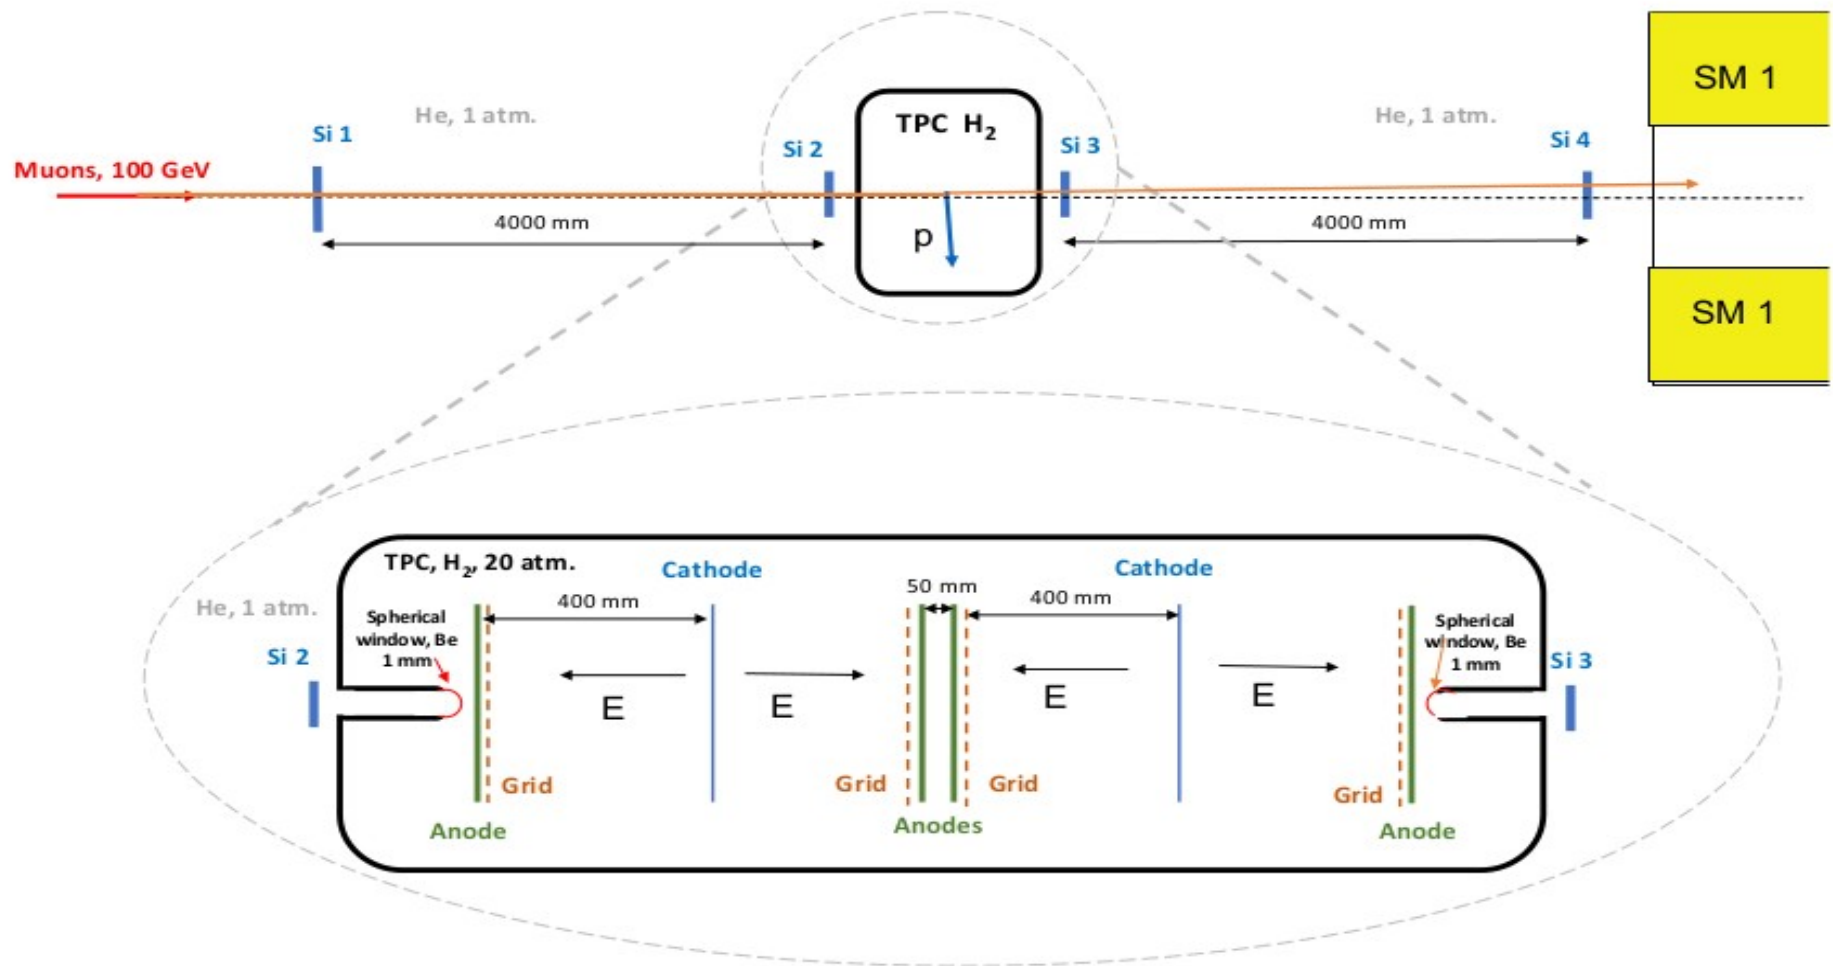 SM 1
He, 1 atm.
He, 1 atm.
TPC H2
Si 1
Si 2
Si 3
Si 4
Muons, 100 GeV
4000 mm
p
4000 mm
SM 1
TPC, H2, 20 atm.
Cathode
Cathode
50 mm
400 mm
400 mm
He, 1 atm.
Spherical
window, Be
1 mm
Spherical
window, Be
1 mm
Si 2
Si 3
E
E
E
E
Grid
Grid
Grid
Grid
Anode
Anodes
Anode